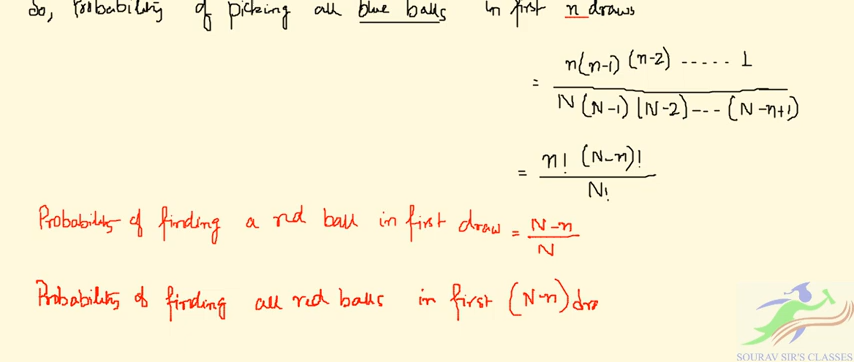 So, Probability of picking all blue balls in first n draws
= n(n-1)(n-2) ----- 1 / N(N-1)(N-2)---(N-n+1)
= n! (N-n)! / N!
Probability of finding a red ball in first draw = N-n / N
Probability of finding all red balls in first (N-n) dra
SOURAV SIR'S CLASSES